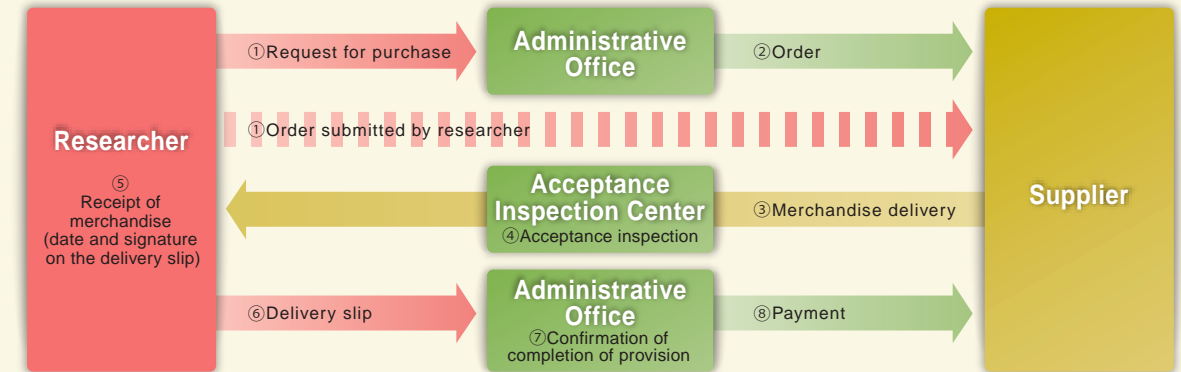 ①Request for purchase
Administrative
Office
②Order
①Order submitted by researcher
Researcher
⑤
Receipt of
merchandise
(date and signature
on the delivery slip)
Acceptance
Inspection Center
④Acceptance inspection
③Merchandise delivery
Supplier
⑥Delivery slip
Administrative
Office
⑦Confirmation of
completion of provision
⑧Payment